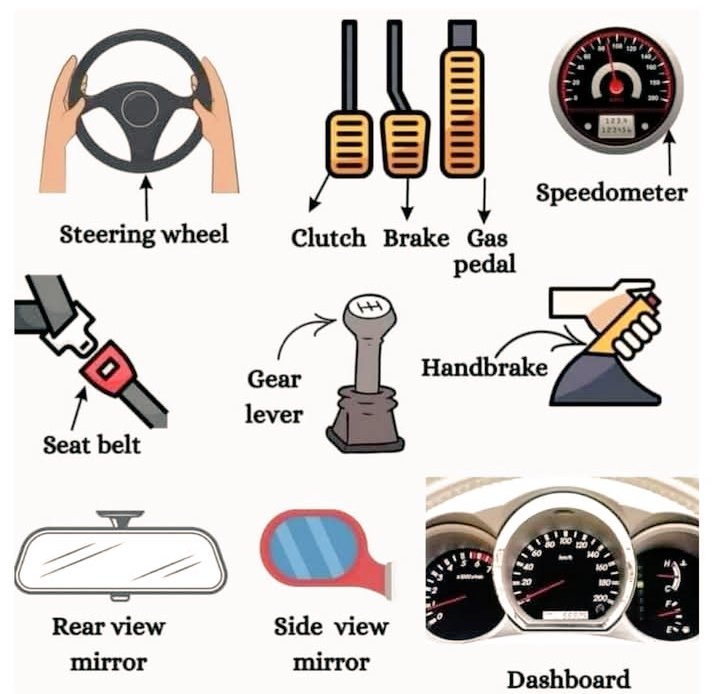 Steering wheel
Clutch Brake Gas pedal
Speedometer
Seat belt
Gear
lever
Handbrake
Rear view
mirror
Side view
mirror
Dashboard